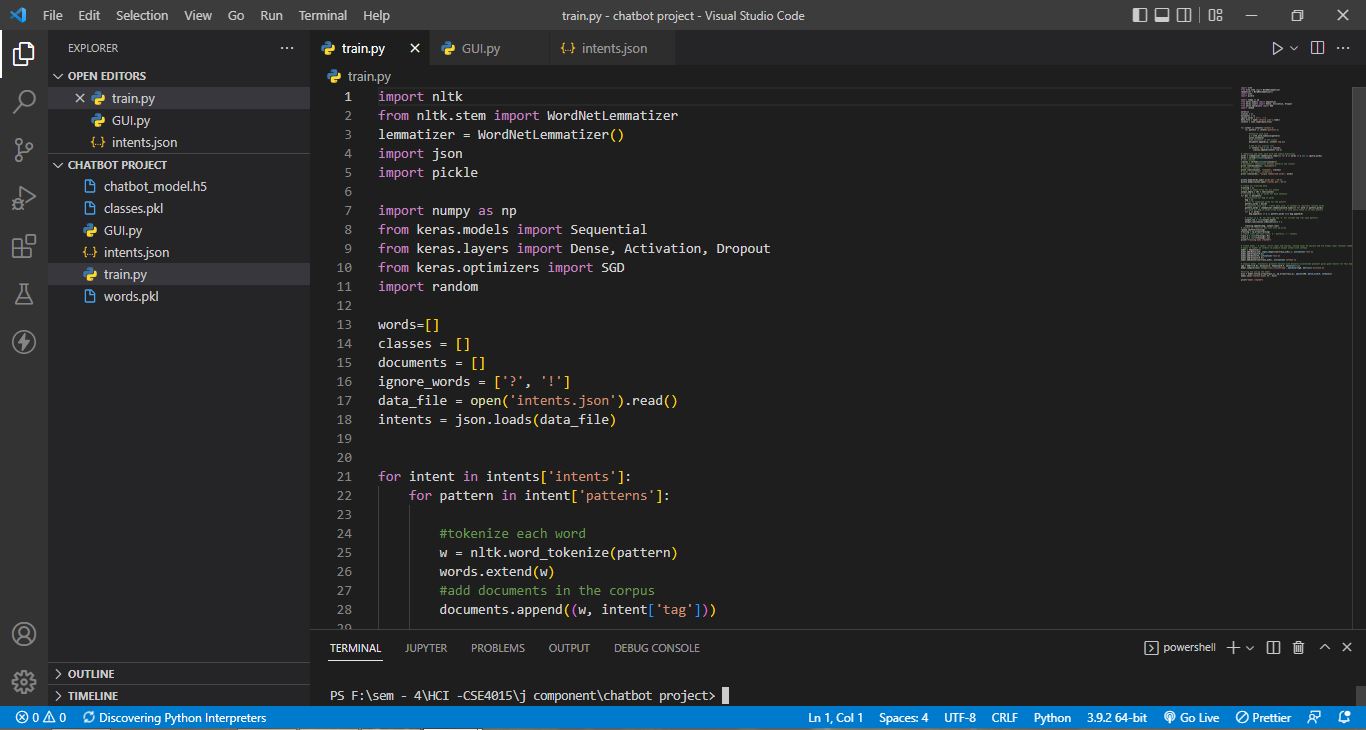 File Edit Selection View Go Run Terminal Help train.py - chatbot project - Visual Studio Code
EXPLORER
OPEN EDITORS
train.py
GUI.py
intents.json
CHATBOT PROJECT
chatbot_model.h5
classes.pkl
GUI.py
intents.json
train.py
words.pkl
OUTLINE
TIMELINE
train.py GUI.py intents.json
train.py
1 import nltk
2 from nltk.stem import WordNetLemmatizer
3 lemmatizer = WordNetLemmatizer()
4 import json
5 import pickle
6
7 import numpy as np
8 from keras.models import Sequential
9 from keras.layers import Dense, Activation, Dropout
10 from keras.optimizers import SGD
11 import random
12
13 words=[]
14 classes = []
15 documents = []
16 ignore_words = ['?', '!']
17 data_file = open('intents.json').read()
18 intents = json.loads(data_file)
19
20
21 for intent in intents['intents']:
22 for pattern in intent['patterns']:
23
24 #tokenize each word
25 w = nltk.word_tokenize(pattern)
26 words.extend(w)
27 #add documents in the corpus
28 documents.append((w, intent['tag']))
29
TERMINAL JUPYTER PROBLEMS OUTPUT DEBUG CONSOLE powershell
PS F:\sem - 4\HCI -CSE4015\j component\chatbot project>
0 0 Discovering Python Interpreters Ln 1, Col 1 Spaces: 4 UTF-8 CRLF Python 3.9.2 64-bit Go Live Prettier